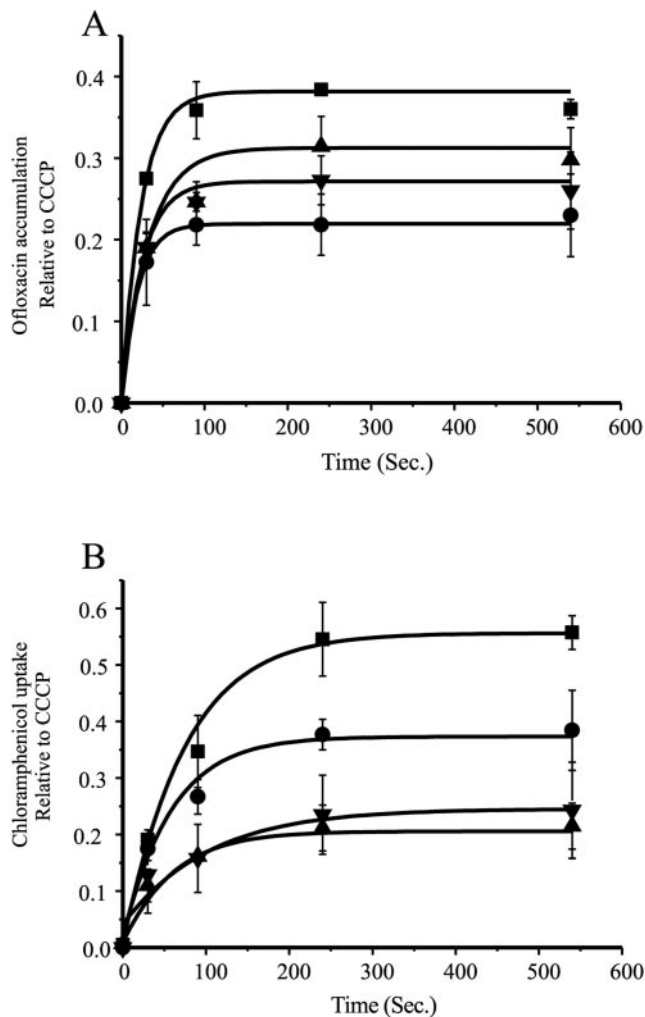 A
Ofloxacin accumulation
Relative to CCCP
0.4
0.3
0.2
0.1
0.0
0 100 200 300 400 500 600
Time (Sec.)
B
Chloramphenicol uptake
Relative to CCCP
0.6
0.5
0.4
0.3
0.2
0.1
0.0
0 100 200 300 400 500 600
Time (Sec.)